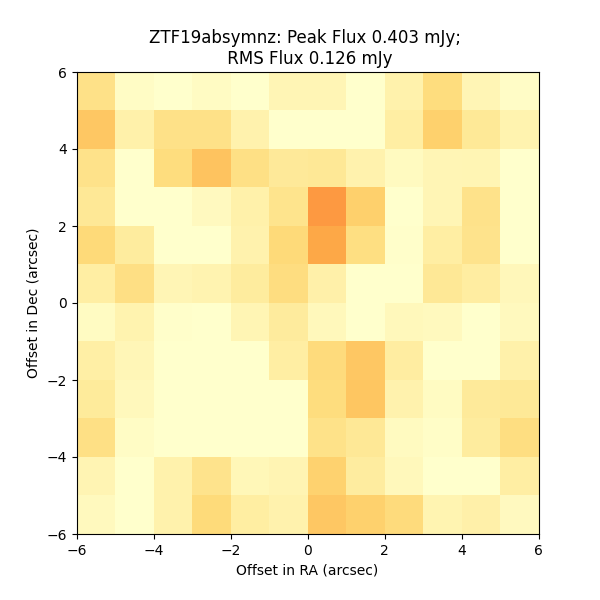 ZTF19absymnz: Peak Flux 0.403 mJy;
RMS Flux 0.126 mJy
6
4
2
0
−2
−4
−6
Offset in Dec (arcsec)
−6 −4 −2 0 2 4 6
Offset in RA (arcsec)